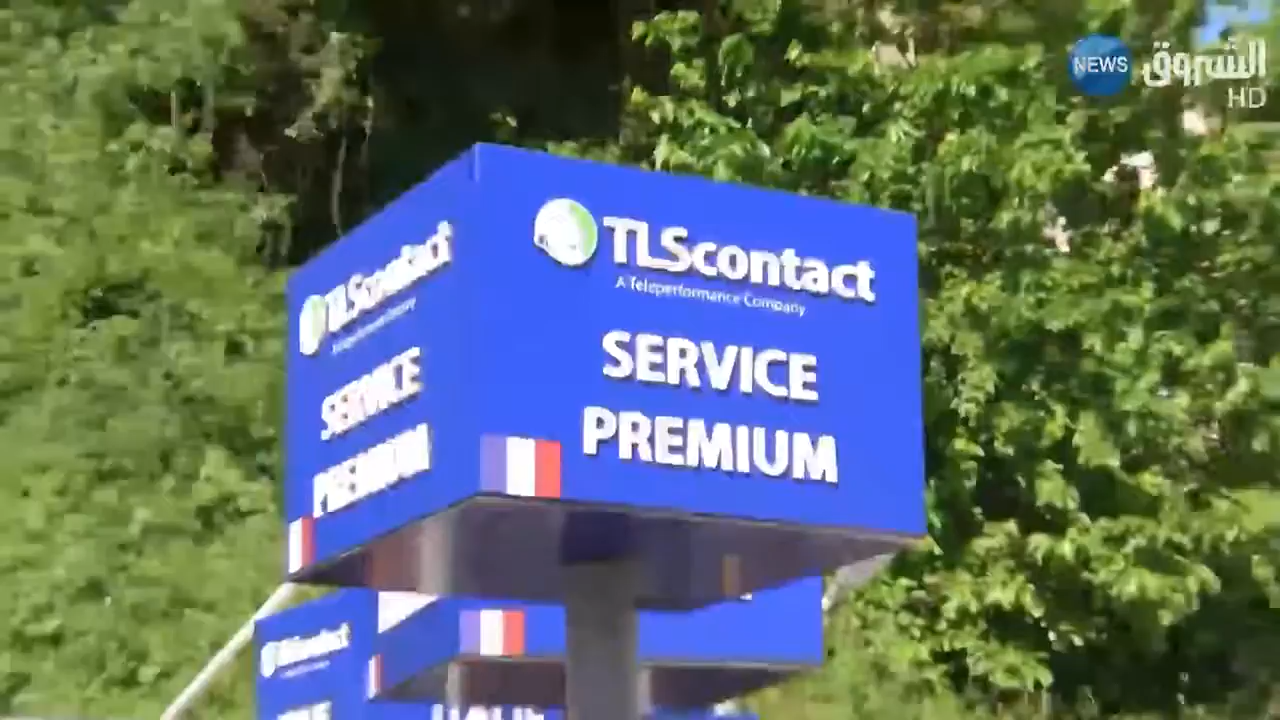 NEWS الشروق
HD
TLScontact
A Teleperformance Company
SERVICE
PREMIUM
TLScontact
SERVICE
PREMIUM
TLScontact